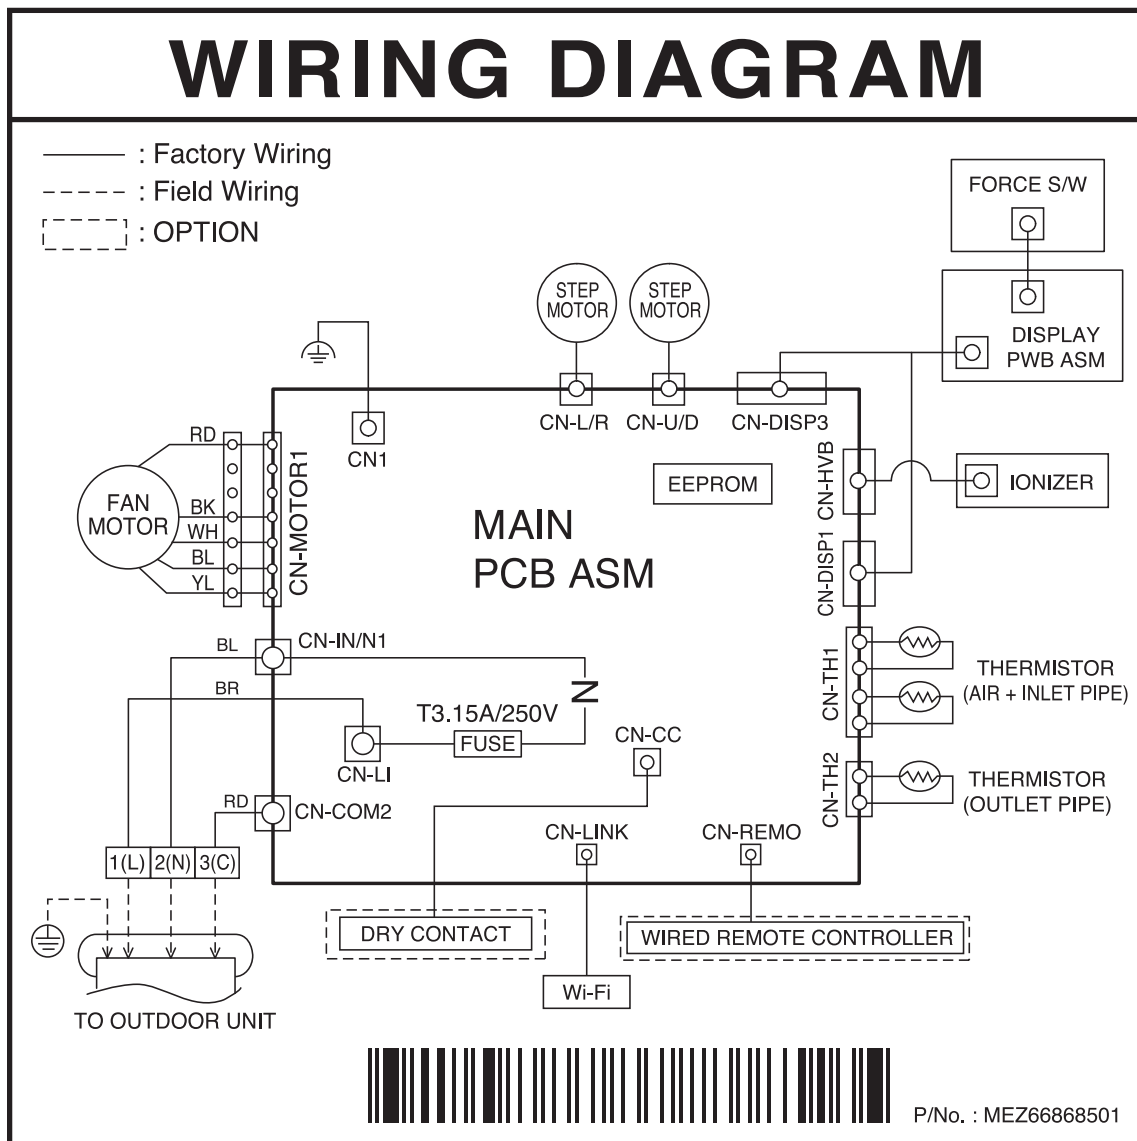 WIRING DIAGRAM
: Factory Wiring
: Field Wiring
: OPTION
FORCE S/W
DISPLAY
PWB ASM
STEP
MOTOR
STEP
MOTOR
CN-L/R
CN-U/D
CN-DISP3
CN1
RD
BK
WH
BL
YL
FAN
MOTOR
CN-MOTOR1
EEPROM
MAIN
PCB ASM
CN-HVB
IONIZER
CN-DISP1
CN-TH1
THERMISTOR
(AIR + INLET PIPE)
CN-TH2
THERMISTOR
(OUTLET PIPE)
BL
CN-IN/N1
BR
N
T3.15A/250V
FUSE
CN-LI
CN-CC
RD
CN-COM2
CN-LINK
CN-REMO
1(L) 2(N) 3(C)
DRY CONTACT
WIRED REMOTE CONTROLLER
Wi-Fi
TO OUTDOOR UNIT
P/No. : MEZ66868501